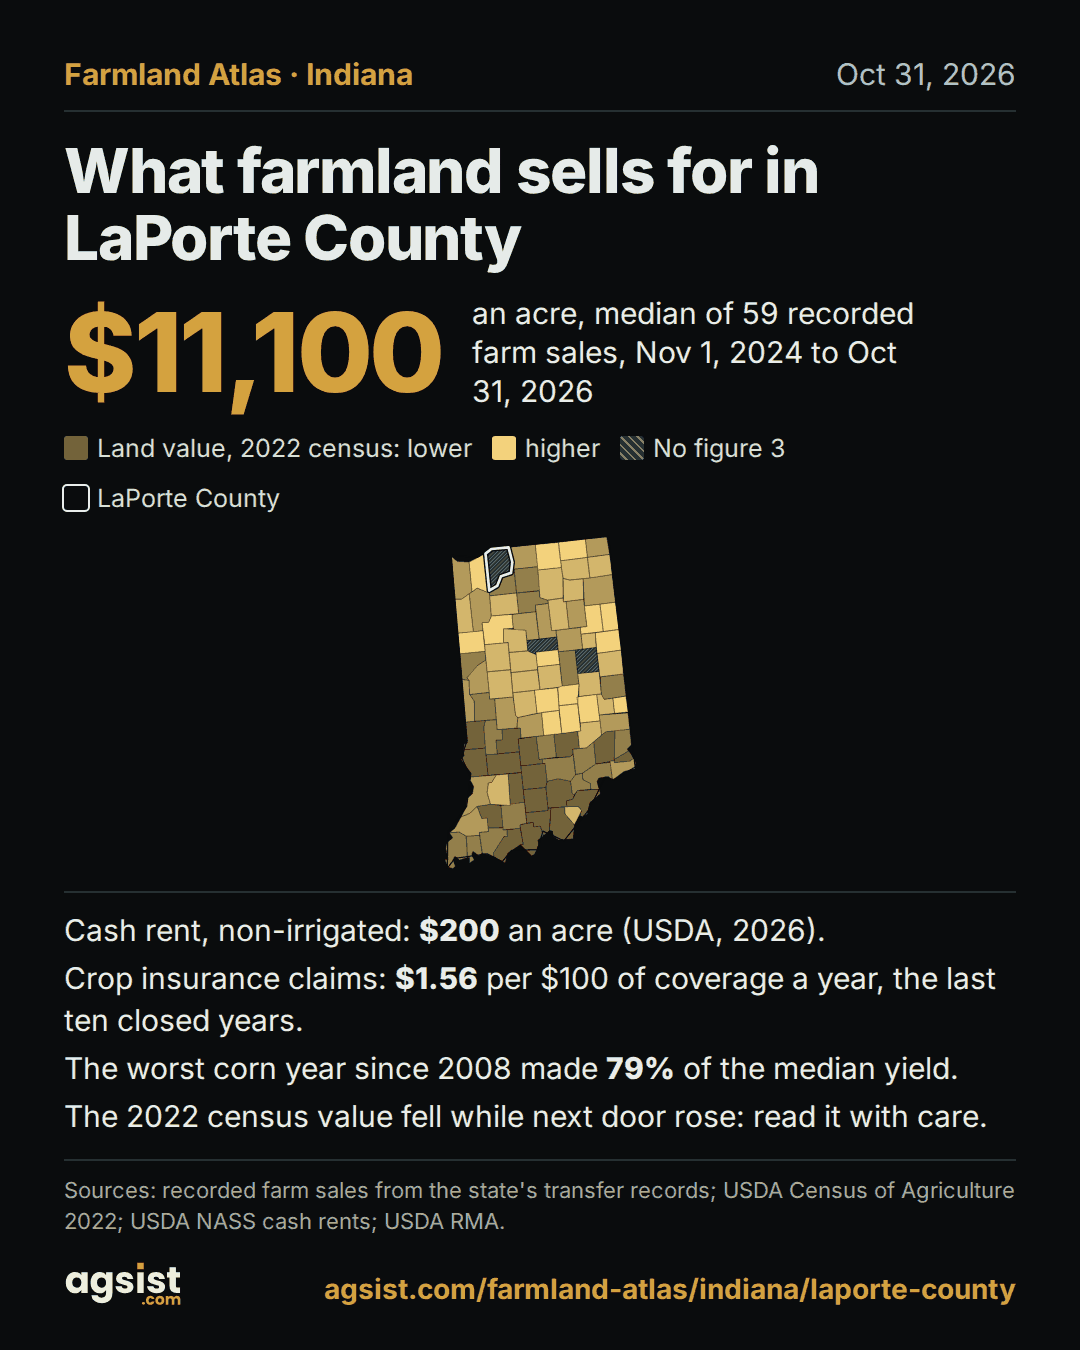 Farmland Atlas · Indiana
Oct 31, 2026
What farmland sells for in
LaPorte County
$11,100
an acre, median of 59 recorded
farm sales, Nov 1, 2024 to Oct
31, 2026
Land value, 2022 census: lower
higher
No figure 3
LaPorte County
Cash rent, non-irrigated: $200 an acre (USDA, 2026).
Crop insurance claims: $1.56 per $100 of coverage a year, the last
ten closed years.
The worst corn year since 2008 made 79% of the median yield.
The 2022 census value fell while next door rose: read it with care.
Sources: recorded farm sales from the state's transfer records; USDA Census of Agriculture
2022; USDA NASS cash rents; USDA RMA.
agsist
.com
agsist.com/farmland-atlas/indiana/laporte-county